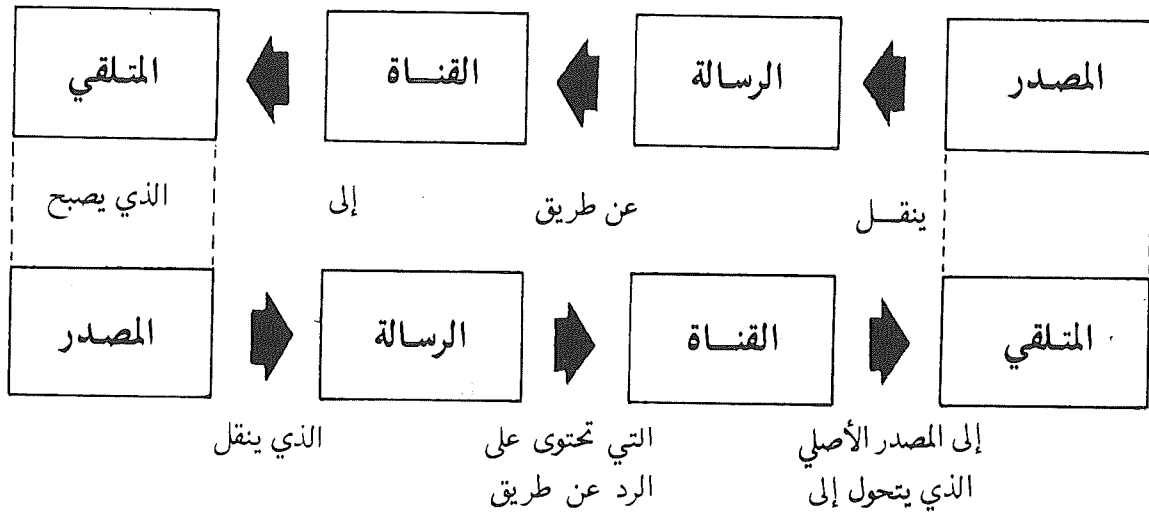 المصدر الرسالة القناة المتلقي
ينقل عن طريق إلى الذي يصبح
المصدر الرسالة القناة المتلقي
الذي ينقل التي تحتوى على إلى المصدر الأصلي
الرد عن طريق الذي يتحول إلى